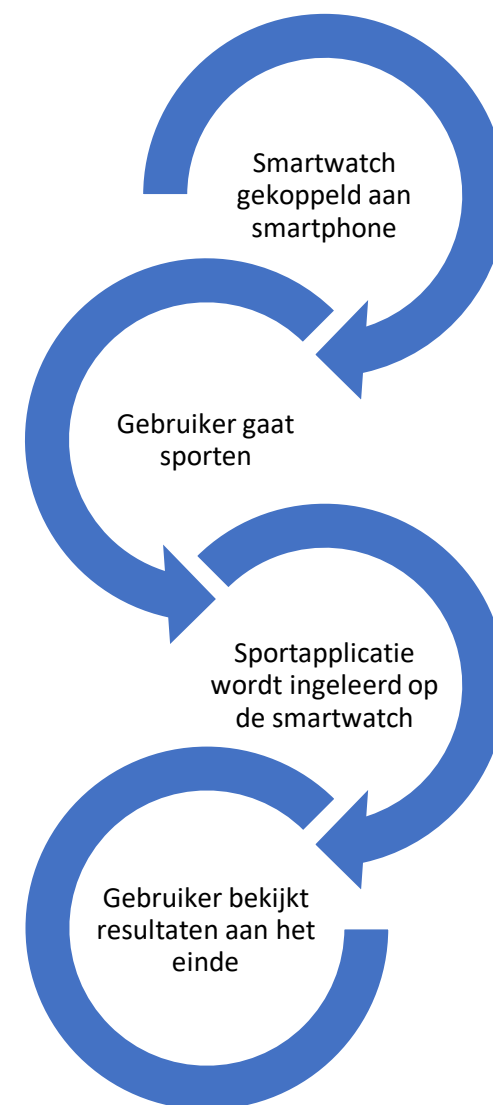 Smartwatch
gekoppeld aan
smartphone
Gebruiker gaat
sporten
Sportapplicatie
wordt ingeleerd op
de smartwatch
Gebruiker bekijkt
resultaten aan het
einde